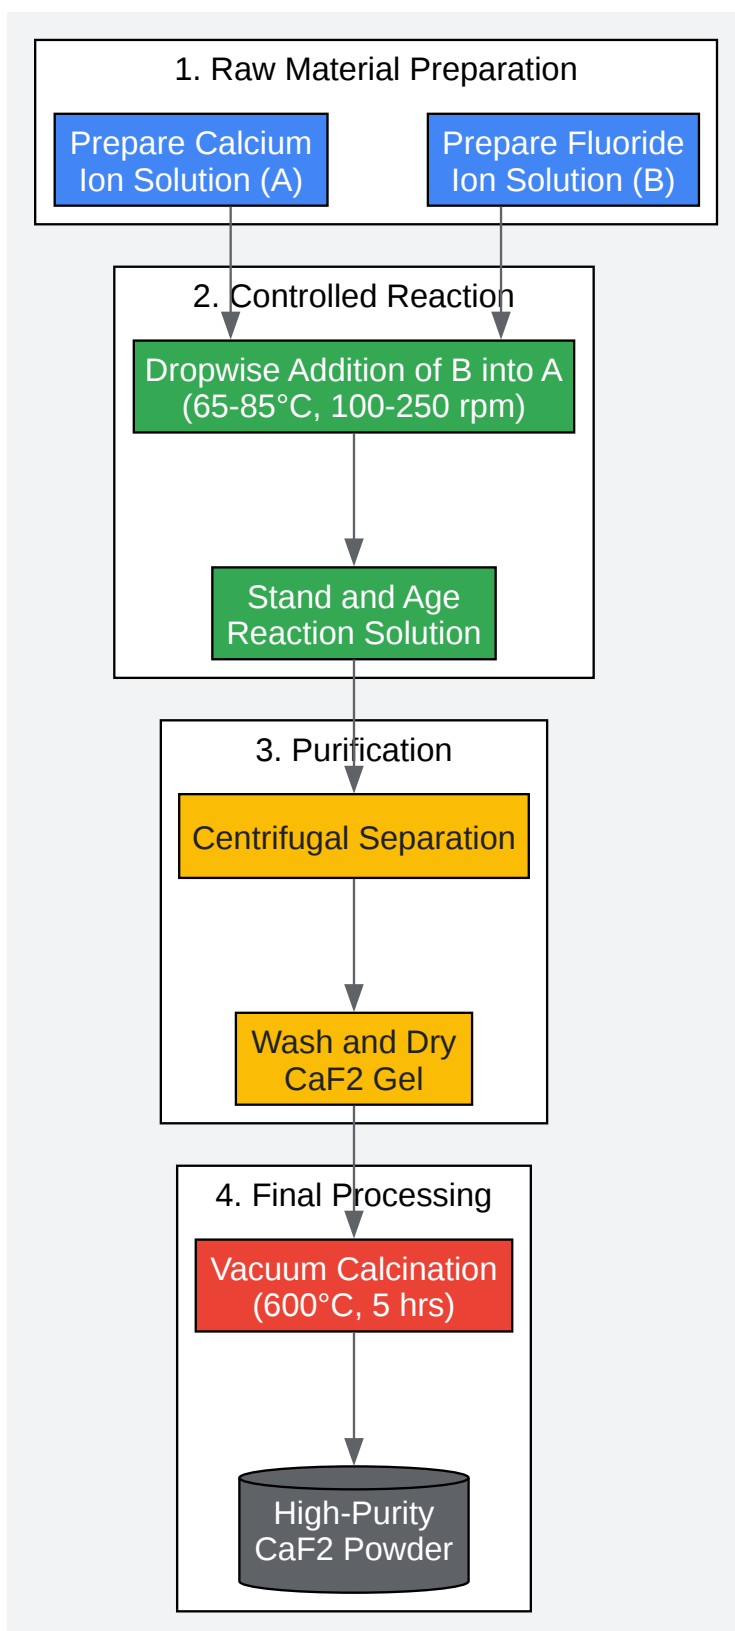 1. Raw Material Preparation
Prepare Calcium
Ion Solution (A)
Prepare Fluoride
Ion Solution (B)
2. Controlled Reaction
Dropwise Addition of B into A
(65-85°C, 100-250 rpm)
Stand and Age
Reaction Solution
3. Purification
Centrifugal Separation
Wash and Dry
CaF2 Gel
4. Final Processing
Vacuum Calcination
(600°C, 5 hrs)
High-Purity
CaF2 Powder